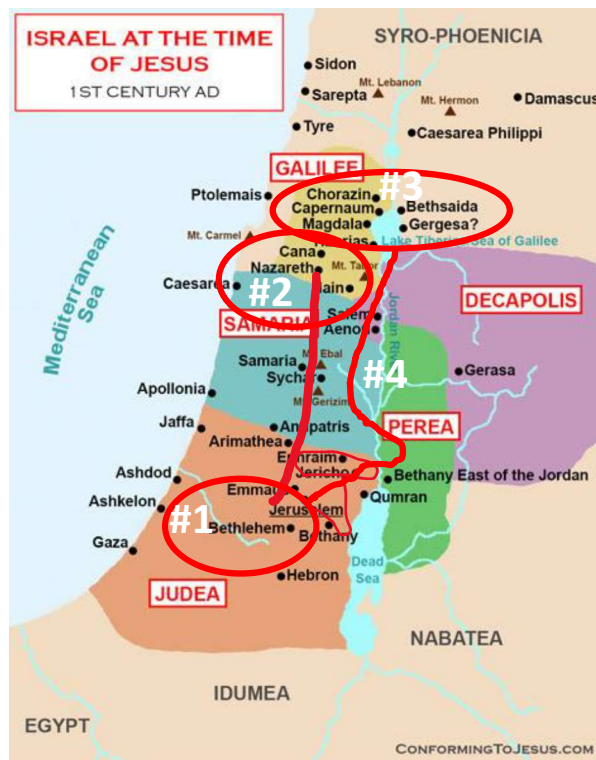 ISRAEL AT THE TIME
OF JESUS
1ST CENTURY AD
SYRO-PHOENICIA
Sidon
Mt. Lebanon
Sarepta
Mt. Hermon
Damascus
Tyre
Caesarea Philippi
GALILEE
#3
Ptolemais
Chorazin
Capernaum
Bethsaida
Magdala
Gergesa?
Mt. Carmel
Lake Tiberias/Sea of Galilee
Cana
Nazareth
Mt. Tabor
Caesarea
#2
Nain
DECAPOLIS
Mediterranean
Sea
SAMARIA
Salem
Aenon
Jordan River
Samaria
Mt. Ebal
Sychar
#4
Gerasa
Mt. Gerizim
Apollonia
Jaffa
Antipatris
PEREA
Arimathea
Ephraim
Jericho
Ashdod
Emmaus
Bethany East of the Jordan
Qumran
Ashkelon
Jerusalem
#1
Bethlehem
Bethany
Gaza
Dead
Sea
Hebron
JUDEA
NABATEA
IDUMEA
EGYPT
CONFORMINGTOJESUS.COM